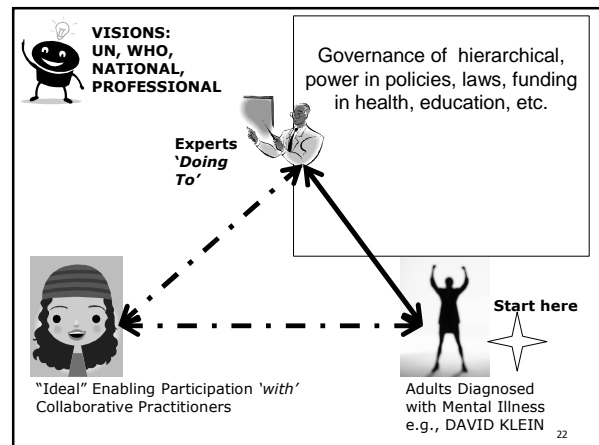 VISIONS:
UN, WHO,
NATIONAL,
PROFESSIONAL
Governance of hierarchical,
power in policies, laws, funding
in health, education, etc.
Experts
‘Doing
To’
Start here
“Ideal” Enabling Participation ‘with’
Collaborative Practitioners
Adults Diagnosed
with Mental Illness
e.g., DAVID KLEIN
22